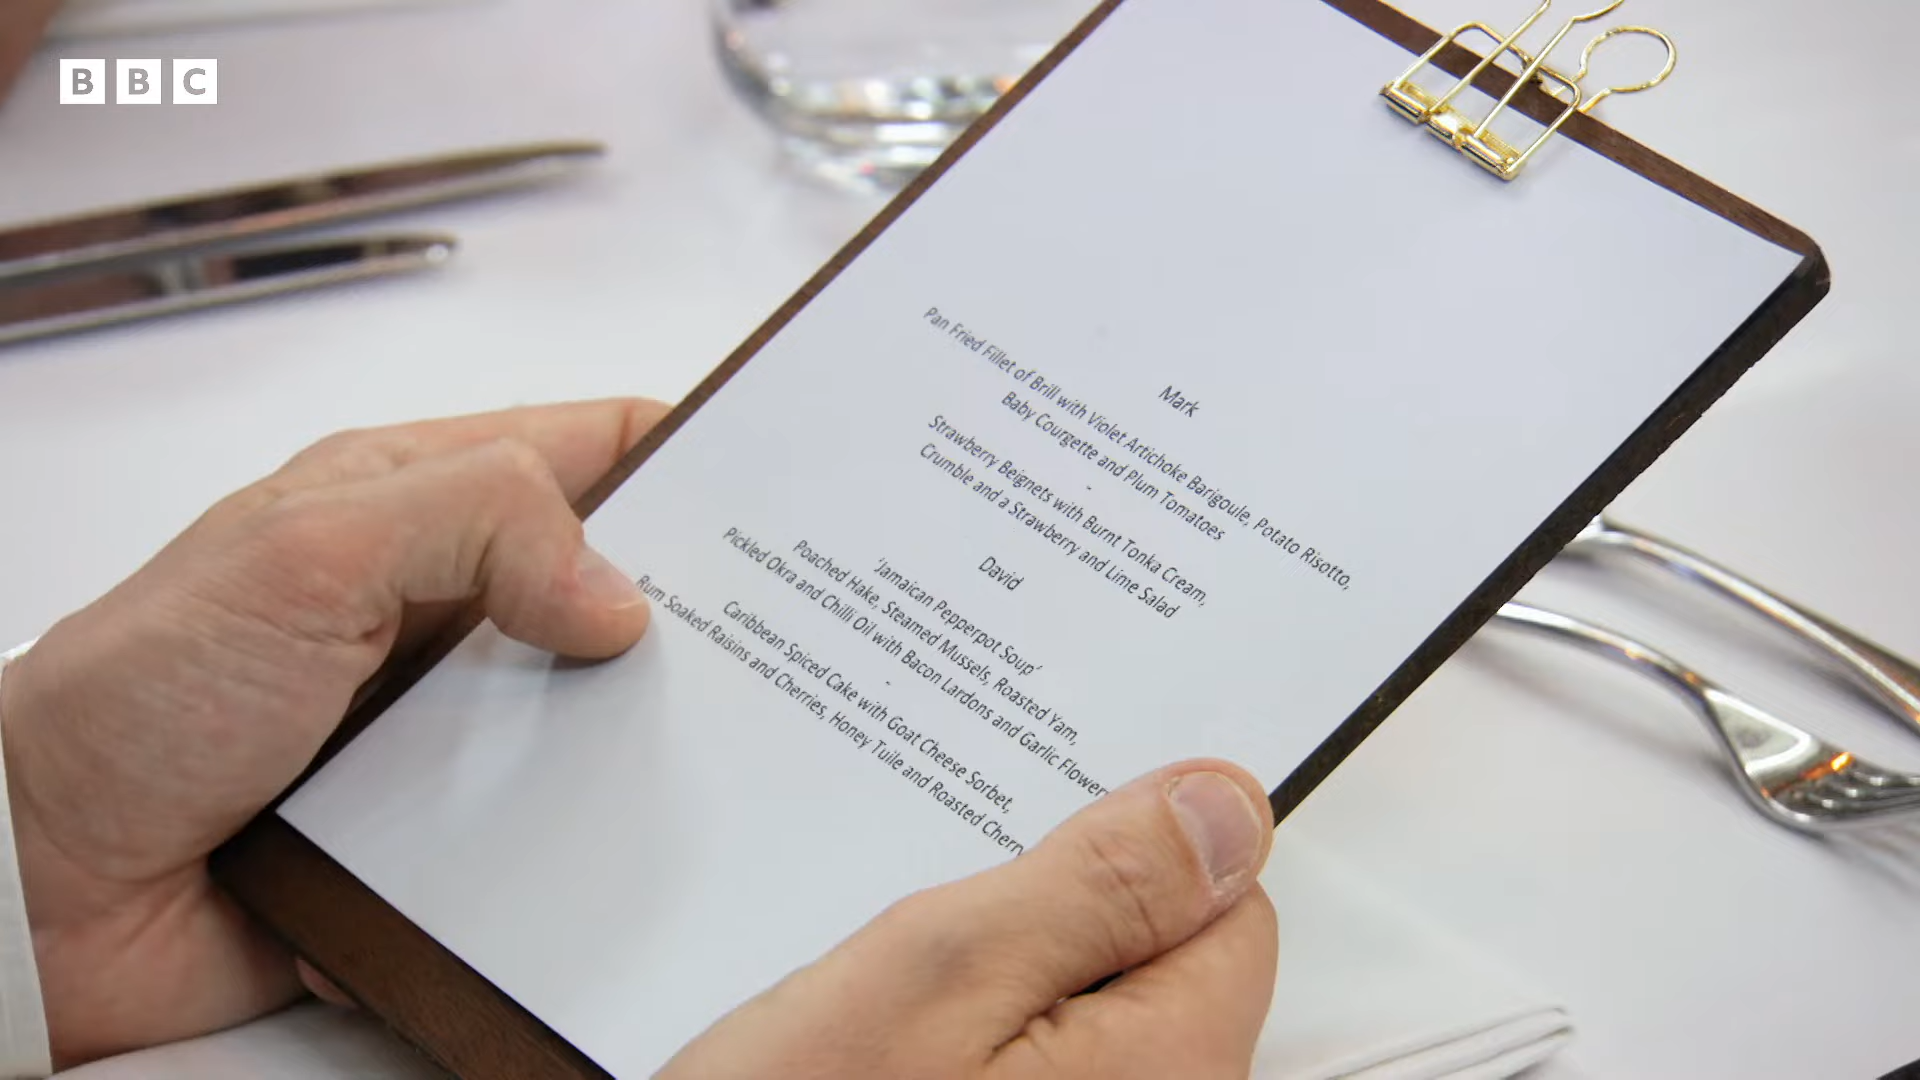 BBC
Mark
Pan Fried Fillet of Brill with Violet Artichoke Barigoule, Potato Risotto,
Baby Courgette and Plum Tomatoes
-
Strawberry Beignets with Burnt Tonka Cream,
Crumble and a Strawberry and Lime Salad
David
'Jamaican Pepperpot Soup'
Poached Hake, Steamed Mussels, Roasted Yam,
Pickled Okra and Chilli Oil with Bacon Lardons and Garlic Flowers
-
Caribbean Spiced Cake with Goat Cheese Sorbet,
Rum Soaked Raisins and Cherries, Honey Tuile and Roasted Cherry